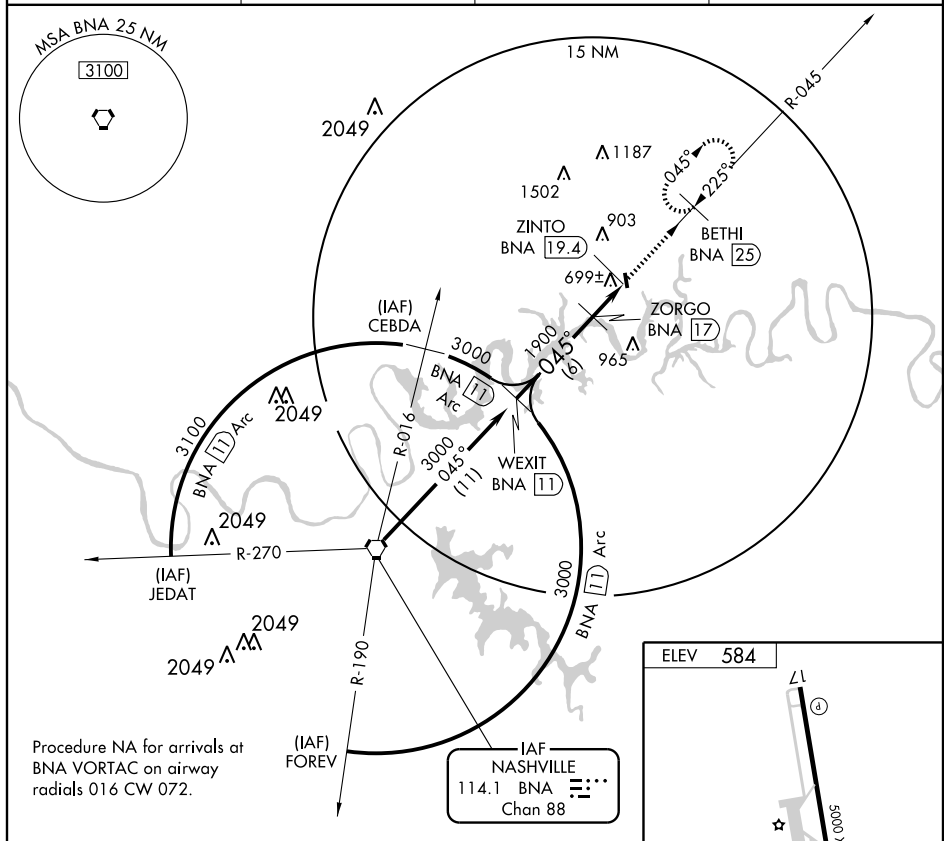 MSA BNA 25 NM
3100
15 NM
R-045
2049
1187
1502
045°
225°
ZINTO
BNA 19.4
903
BETHI
BNA 25
699±
(IAF)
CEBDA
ZORGO
BNA 17
3000
BNA 11
Arc
1900
045°
(6)
965
2049
3100
BNA 11 Arc
R-016
3000
045°
(11)
WEXIT
BNA 11
2049
R-270
(IAF)
JEDAT
3000
BNA 11 Arc
2049
2049
R-190
ELEV 584
17
P
5000
(IAF)
FOREV
Procedure NA for arrivals at
BNA VORTAC on airway
radials 016 CW 072.
IAF
NASHVILLE
114.1 BNA
Chan 88